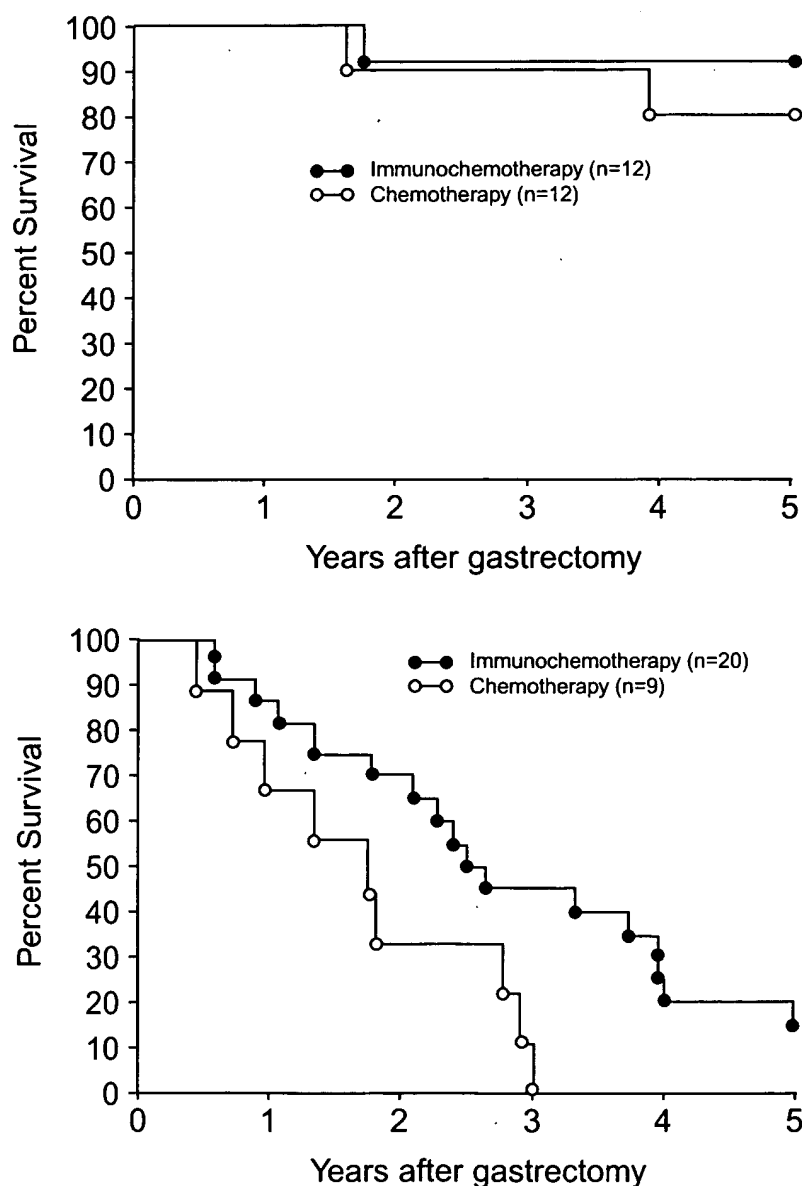 100
90
80
70
60
50
40
30
20
10
0
Percent Survival
Immunochemotherapy (n=12)
Chemotherapy (n=12)
0 1 2 3 4 5
Years after gastrectomy
100
90
80
70
60
50
40
30
20
10
0
Percent Survival
Immunochemotherapy (n=20)
Chemotherapy (n=9)
0 1 2 3 4 5
Years after gastrectomy